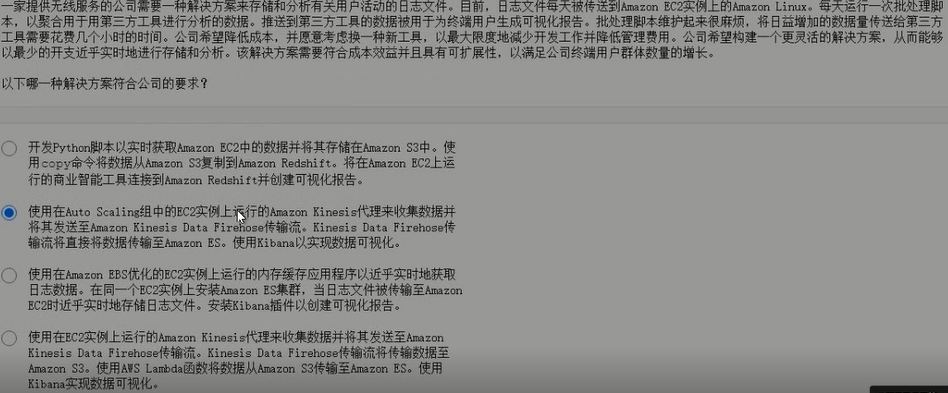 一家提供无线服务的公司需要一种解决方案来存储和分析有关用户活动的日志文件。目前，日志文件每天被传送到Amazon EC2实例上的Amazon Linux。每天运行一次批处理脚
本，以聚合用于用第三方工具进行分析的数据。推送到第三方工具的数据被用于为终端用户生成可视化报告。批处理脚本维护起来很麻烦，将日益增加的数据量传送给第三方
工具需要花费几个小时的时间。公司希望降低成本，并愿意考虑换一种新工具，以最大限度地减少开发工作并降低管理费用。公司希望构建一个更灵活的解决方案，从而能够
以最少的开支近乎实时地进行存储和分析。该解决方案需要符合成本效益并且具有可扩展性，以满足公司终端用户群体数量的增长。
以下哪一种解决方案符合公司的要求？
开发Python脚本以实时获取Amazon EC2中的数据并将其存储在Amazon S3中。使
用copy命令将数据从Amazon S3复制到Amazon Redshift。将在Amazon EC2上运
行的商业智能工具连接到Amazon Redshift并创建可视化报告。
使用在Auto Scaling组中的EC2实例上运行的Amazon Kinesis代理来收集数据并
将其发送至Amazon Kinesis Data Firehose传输流。Kinesis Data Firehose传
输流将直接将数据传输至Amazon ES。使用Kibana以实现数据可视化。
使用在Amazon EBS优化的EC2实例上运行的内存缓存应用程序以近乎实时地获取
日志数据。在同一个EC2实例上安装Amazon ES集群，当日志文件被传输至Amazon
EC2时近乎实时地存储日志文件。安装Kibana插件以创建可视化报告。
使用在EC2实例上运行的Amazon Kinesis代理来收集数据并将其发送至Amazon
Kinesis Data Firehose传输流。Kinesis Data Firehose传输流将传输数据至
Amazon S3。使用AWS Lambda函数将数据从Amazon S3传输至Amazon ES。使用
Kibana实现数据可视化。